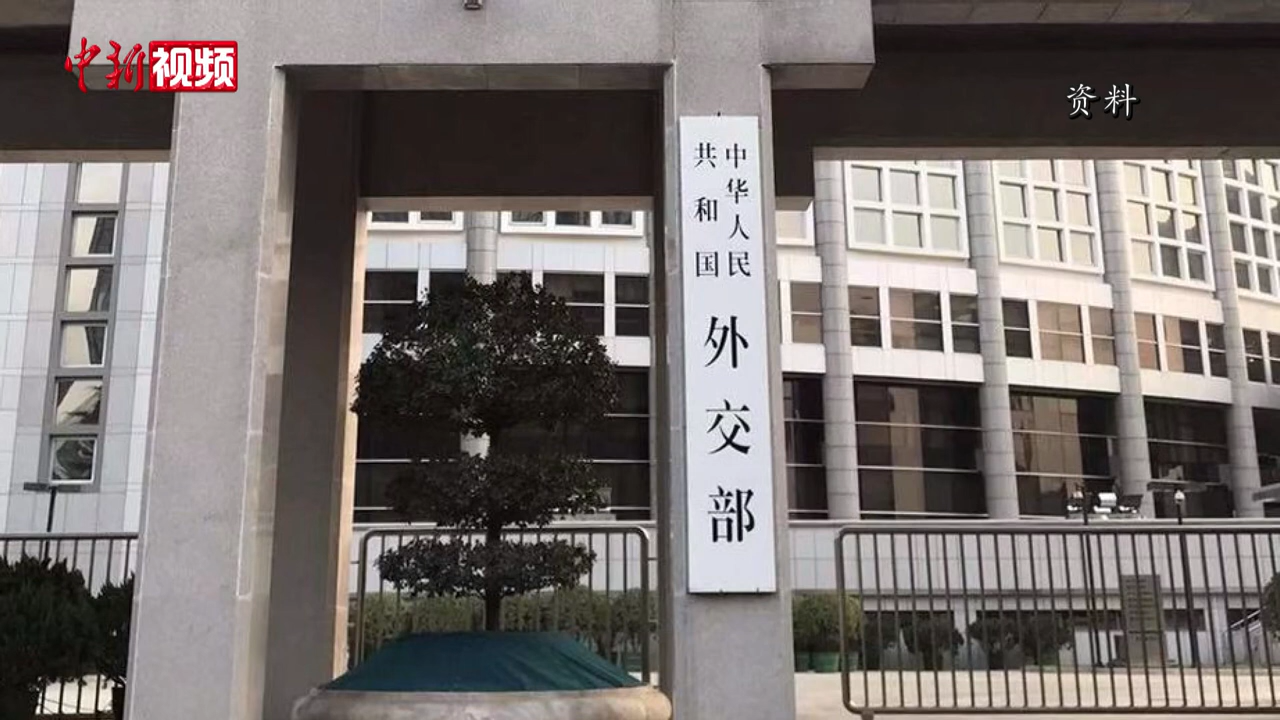 中新视频
资料
中华人民
共和国
外交部